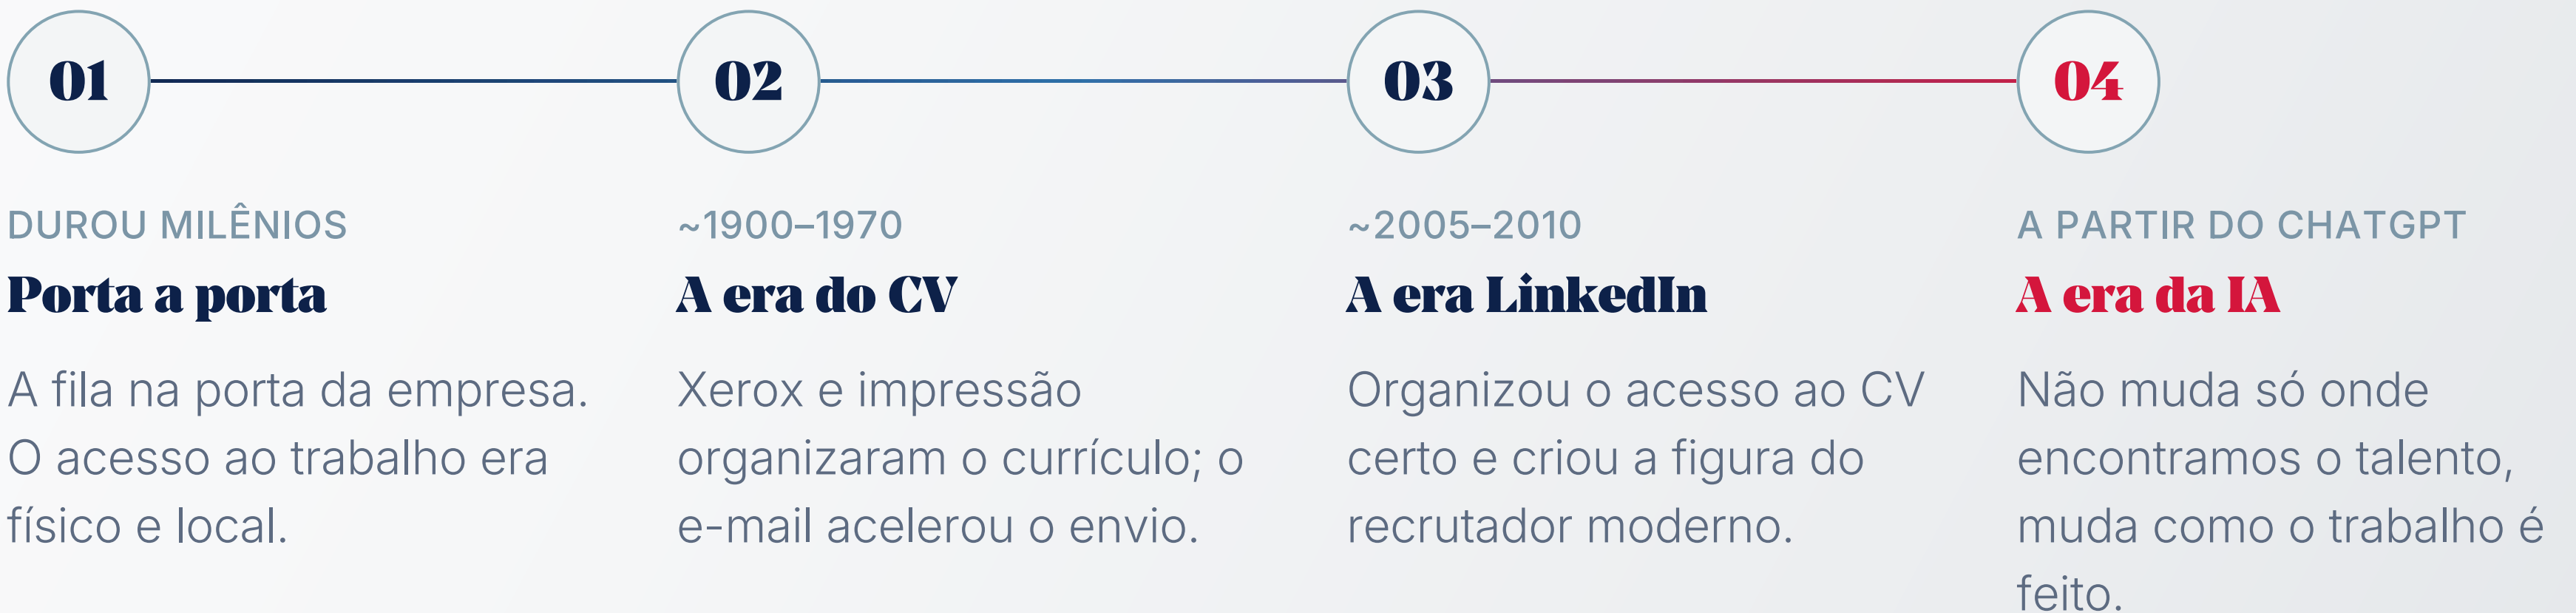 01
02
03
04
DUROU MILÊNIOS
Porta a porta
A fila na porta da empresa.
O acesso ao trabalho era
físico e local.
~1900–1970
A era do CV
Xerox e impressão
organizaram o currículo; o
e-mail acelerou o envio.
~2005–2010
A era LinkedIn
Organizou o acesso ao CV
certo e criou a figura do
recrutador moderno.
A PARTIR DO CHATGPT
A era da IA
Não muda só onde
encontramos o talento,
muda como o trabalho é
feito.